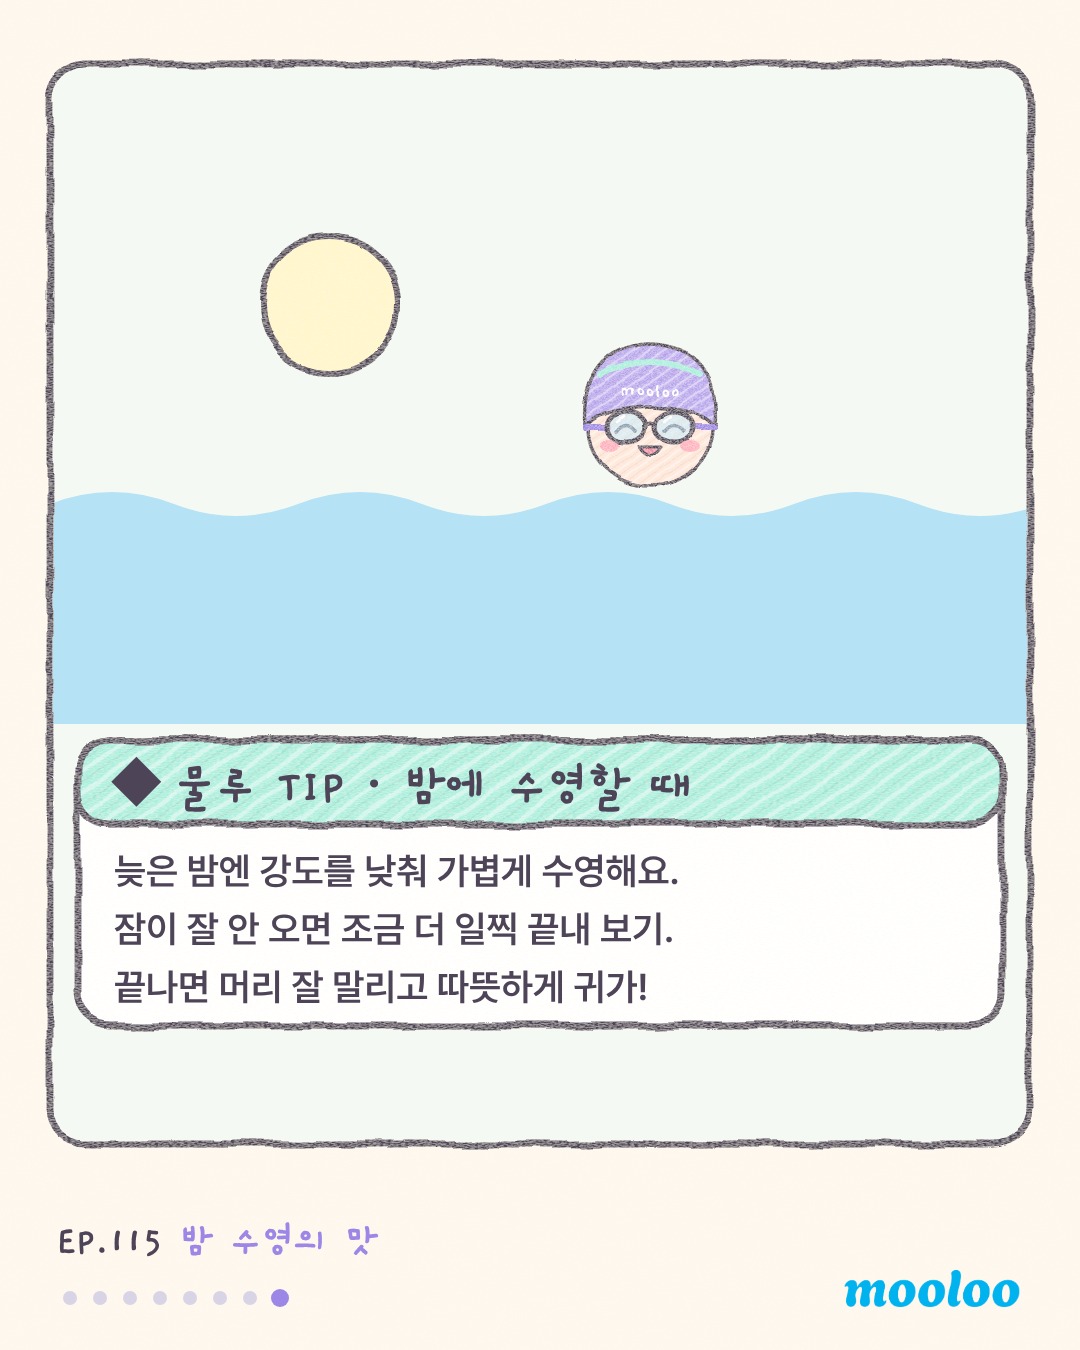 mooloo
◆ 물루 TIP · 밤에 수영할 때
늦은 밤엔 강도를 낮춰 가볍게 수영해요.
잠이 잘 안 오면 조금 더 일찍 끝내 보기.
끝나면 머리 잘 말리고 따뜻하게 귀가!
EP.115 밤 수영의 맛
mooloo